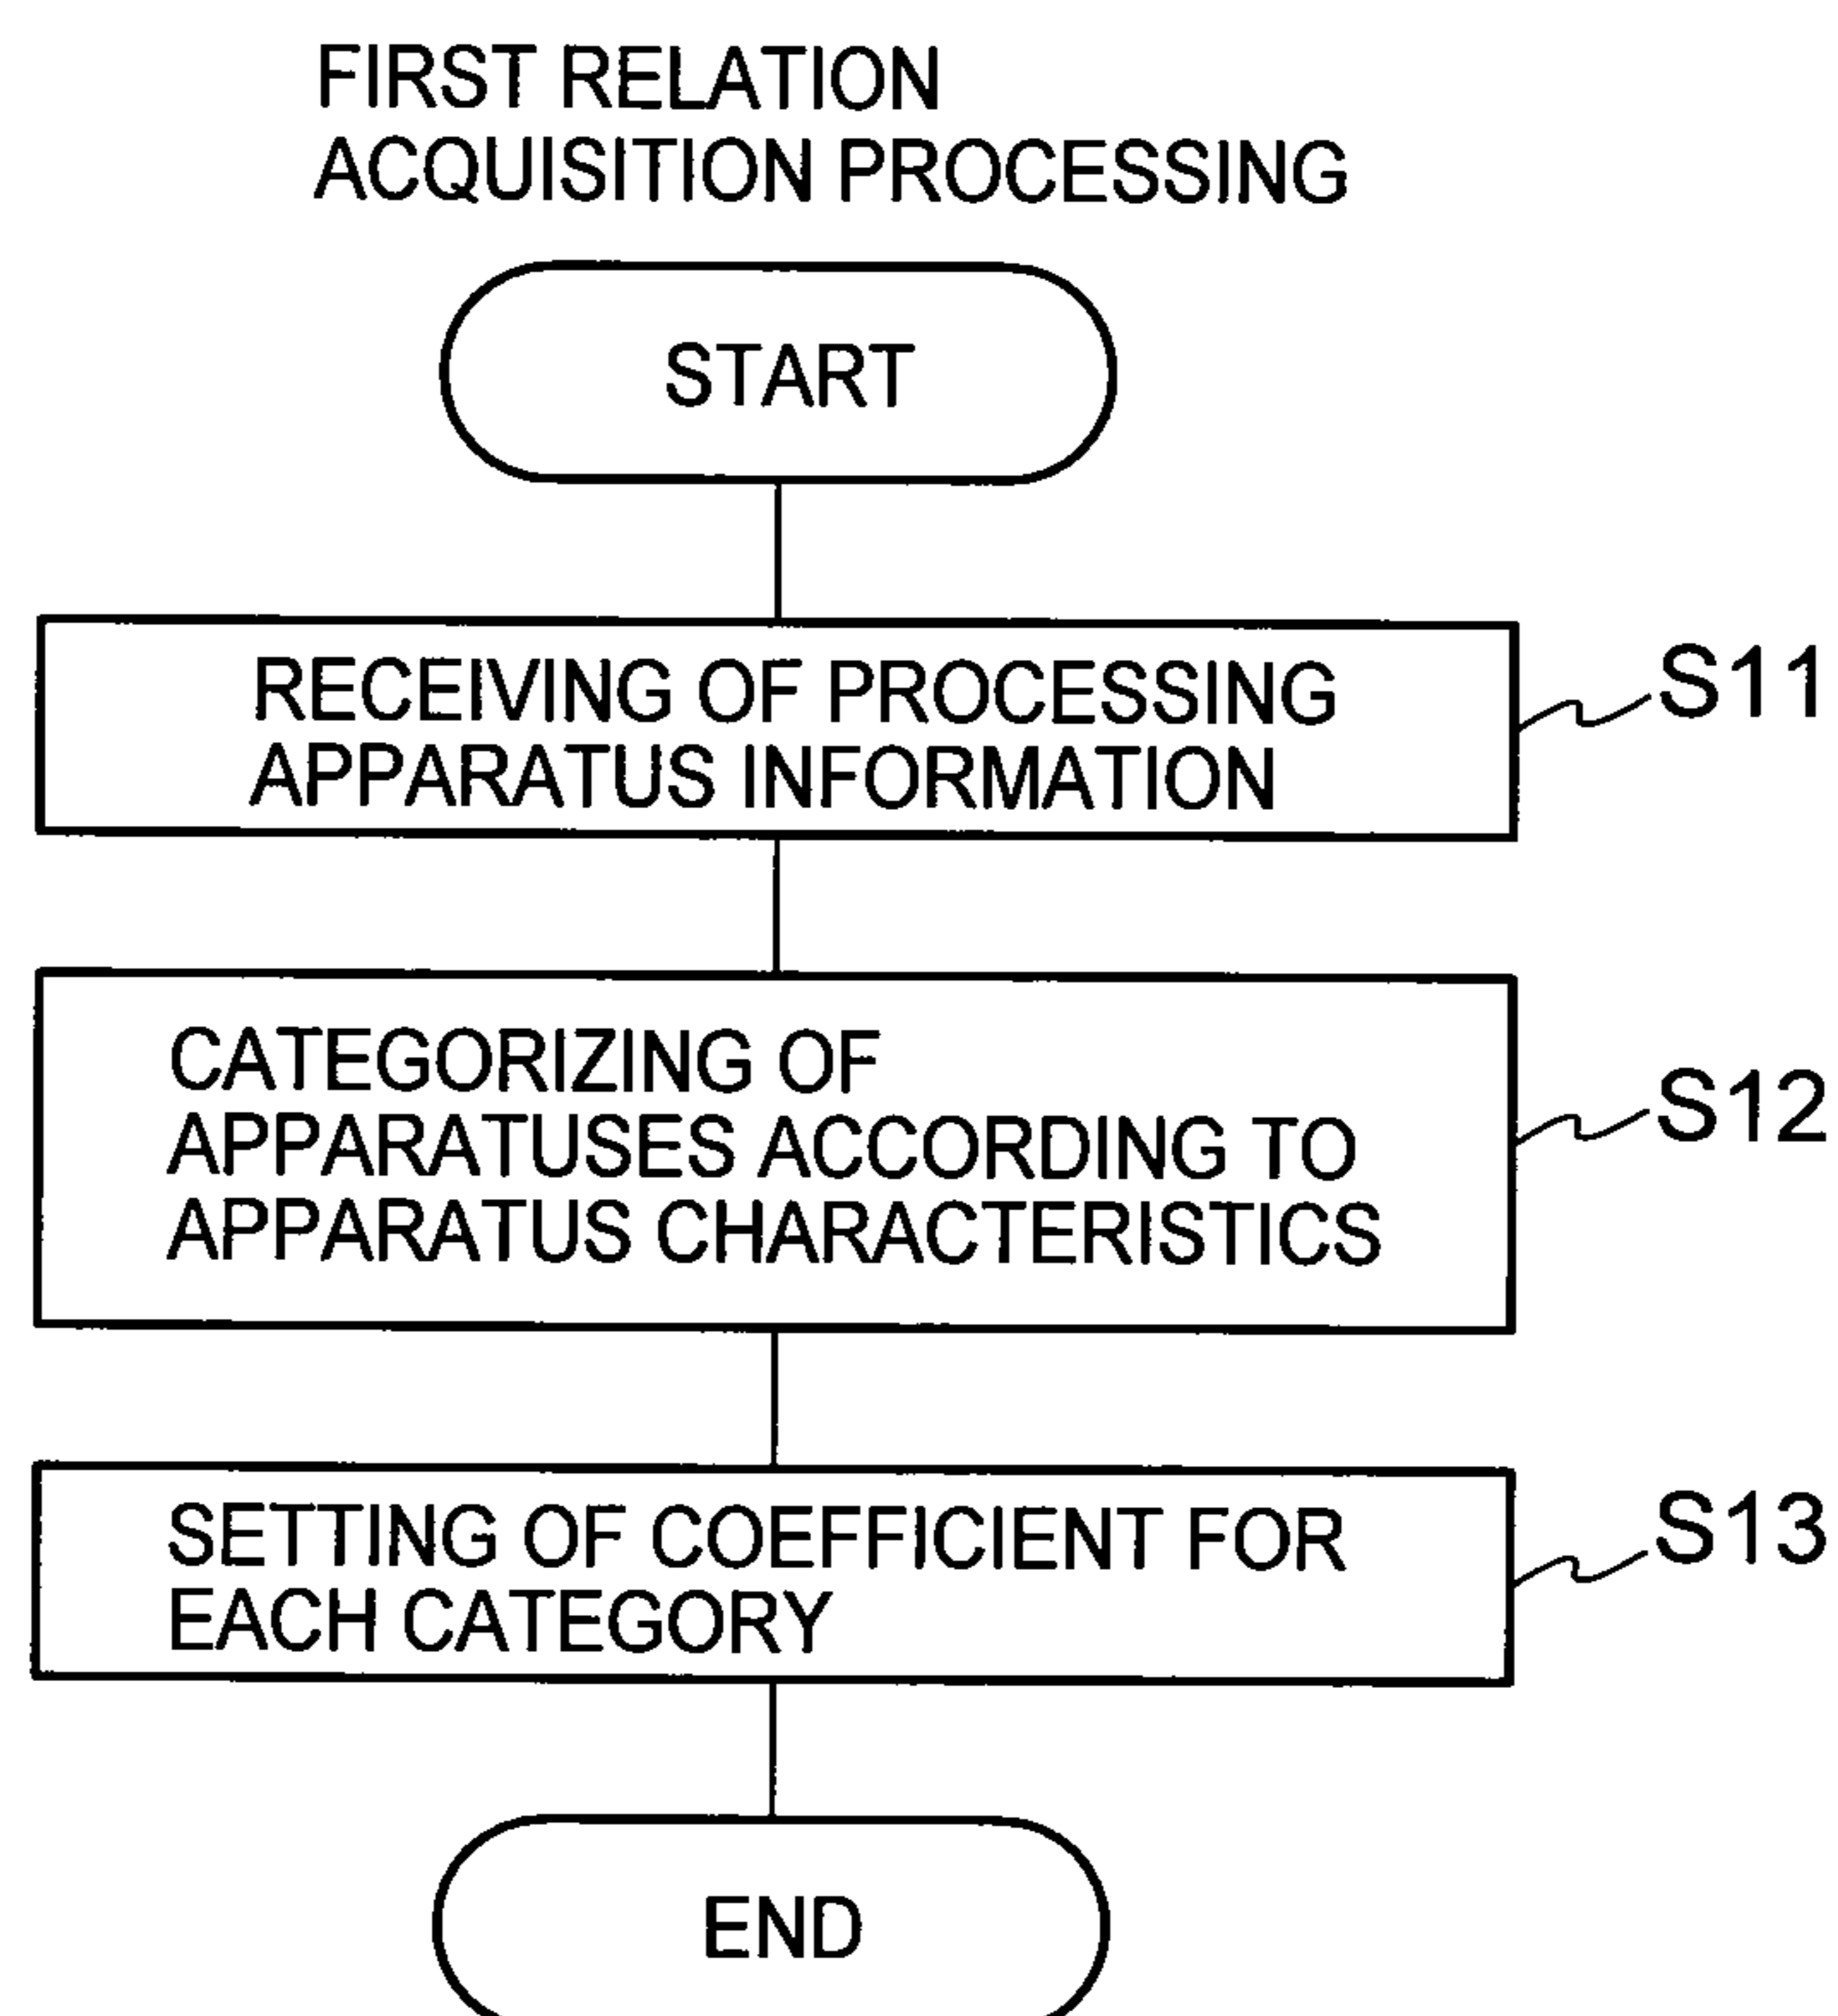 FIRST RELATION
ACQUISITION PROCESSING
START
RECEIVING OF PROCESSING
APPARATUS INFORMATION
S11
CATEGORIZING OF
APPARATUSES ACCORDING TO
APPARATUS CHARACTERISTICS
S12
SETTING OF COEFFICIENT FOR
EACH CATEGORY
S13
END